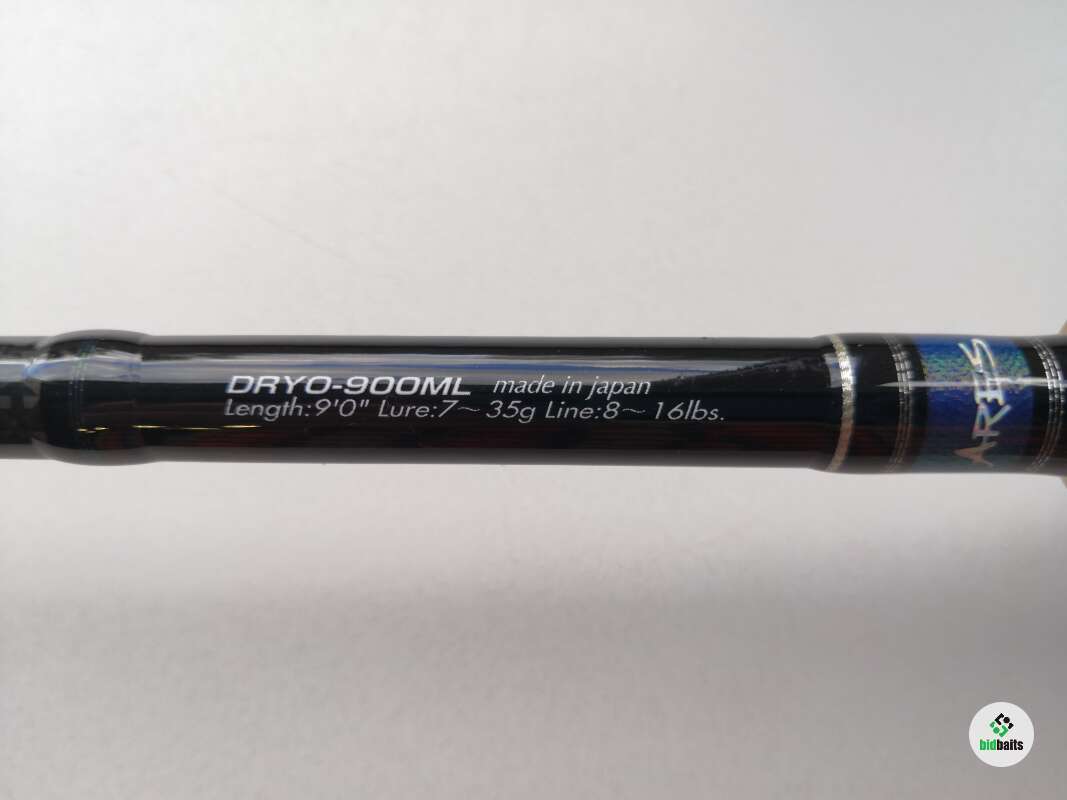 DRYO-900ML made in japan
Length:9'0" Lure:7~35g Line:8~16lbs.
ARES
bidbaits